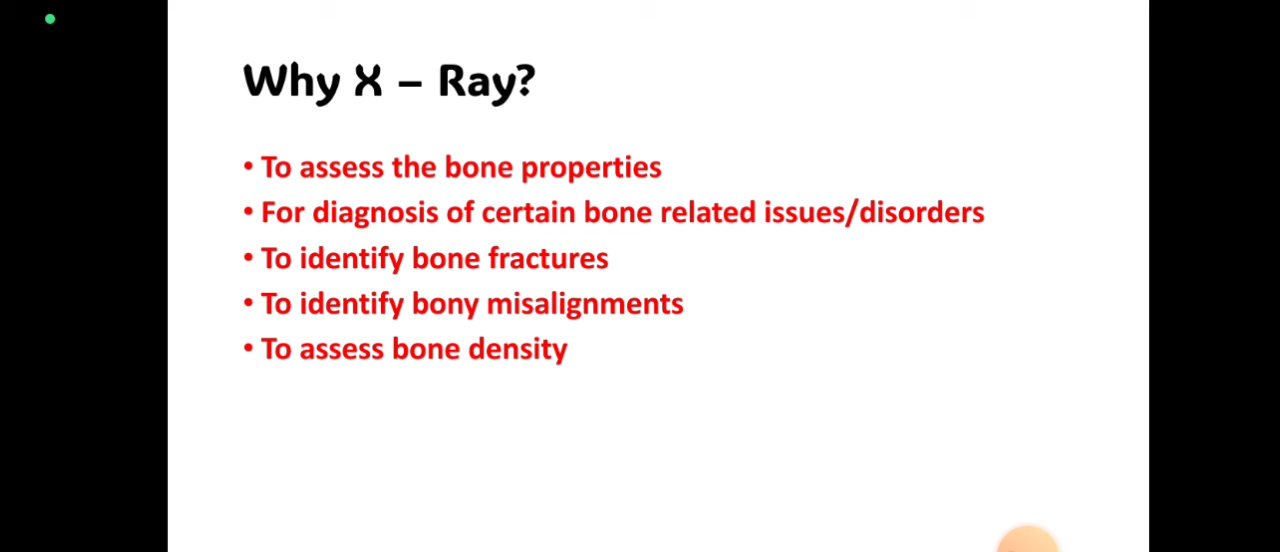 Why X – Ray?
• To assess the bone properties
• For diagnosis of certain bone related issues/disorders
• To identify bone fractures
• To identify bony misalignments
• To assess bone density